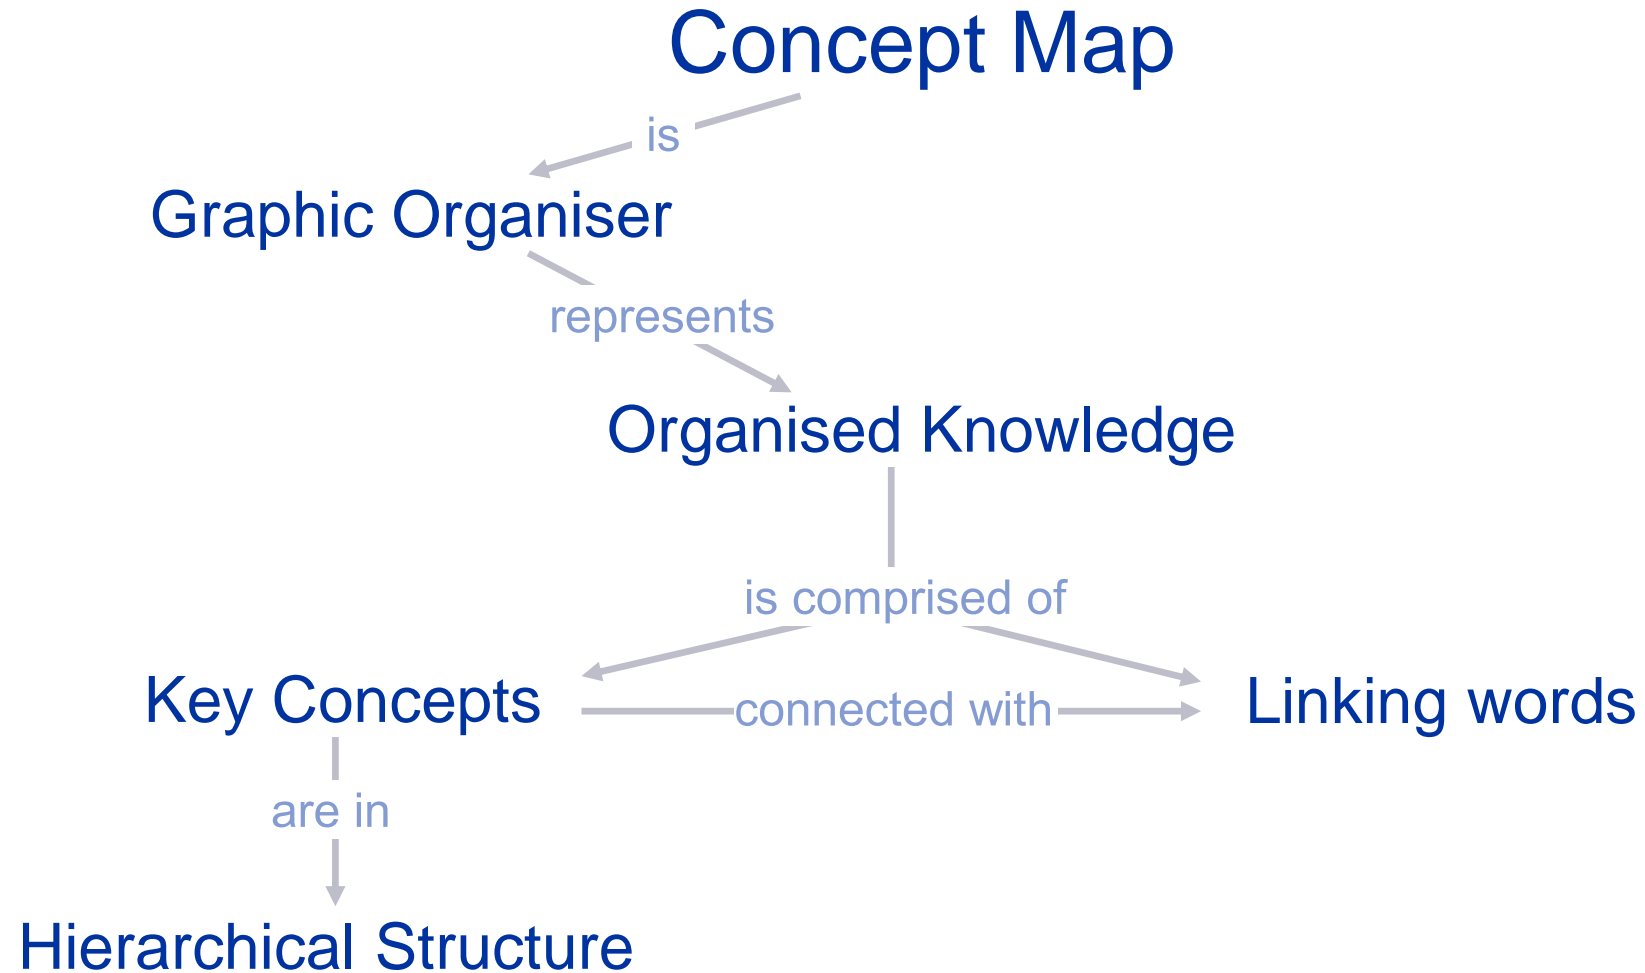 Concept Map
is
Graphic Organiser
represents
Organised Knowledge
is comprised of
Key Concepts
connected with
Linking words
are in
Hierarchical Structure